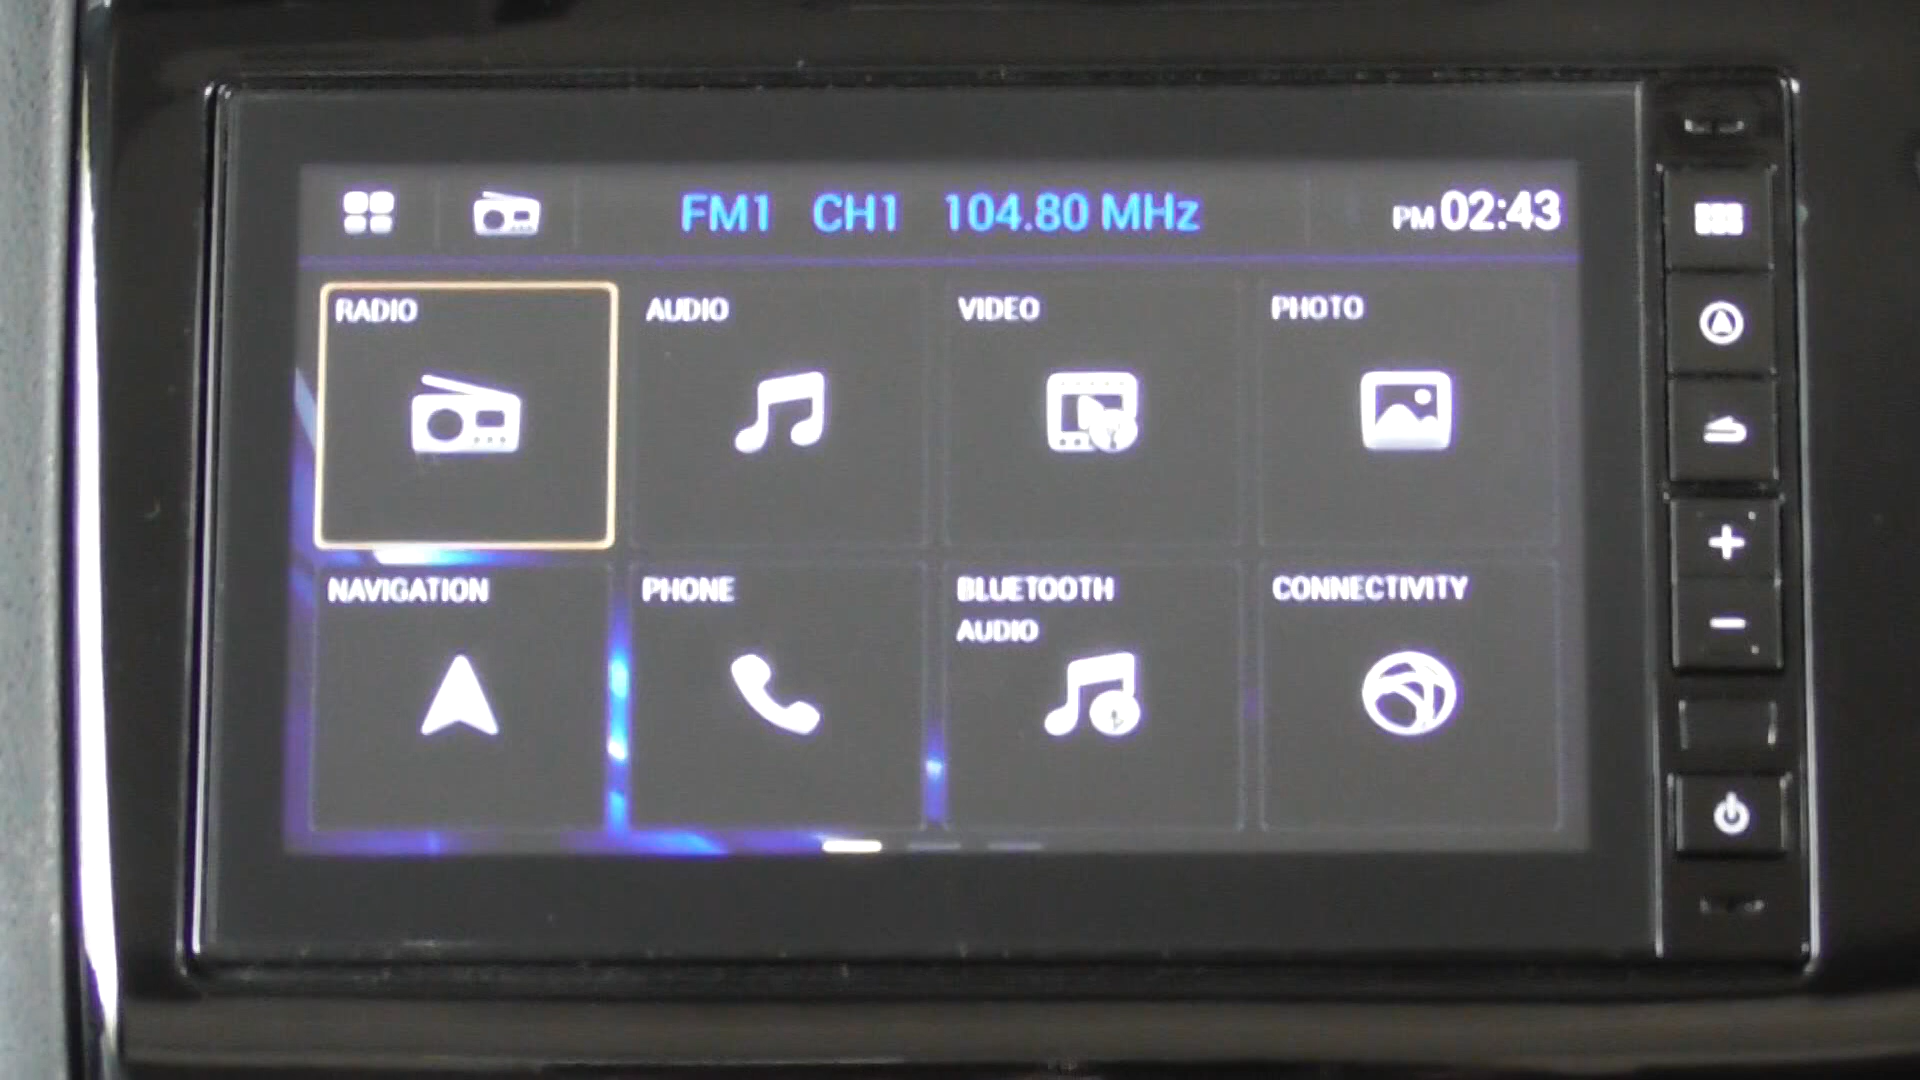 FM1 CH1 104.80 MHz PM 02:43
RADIO AUDIO VIDEO PHOTO
NAVIGATION PHONE BLUETOOTH CONNECTIVITY
AUDIO